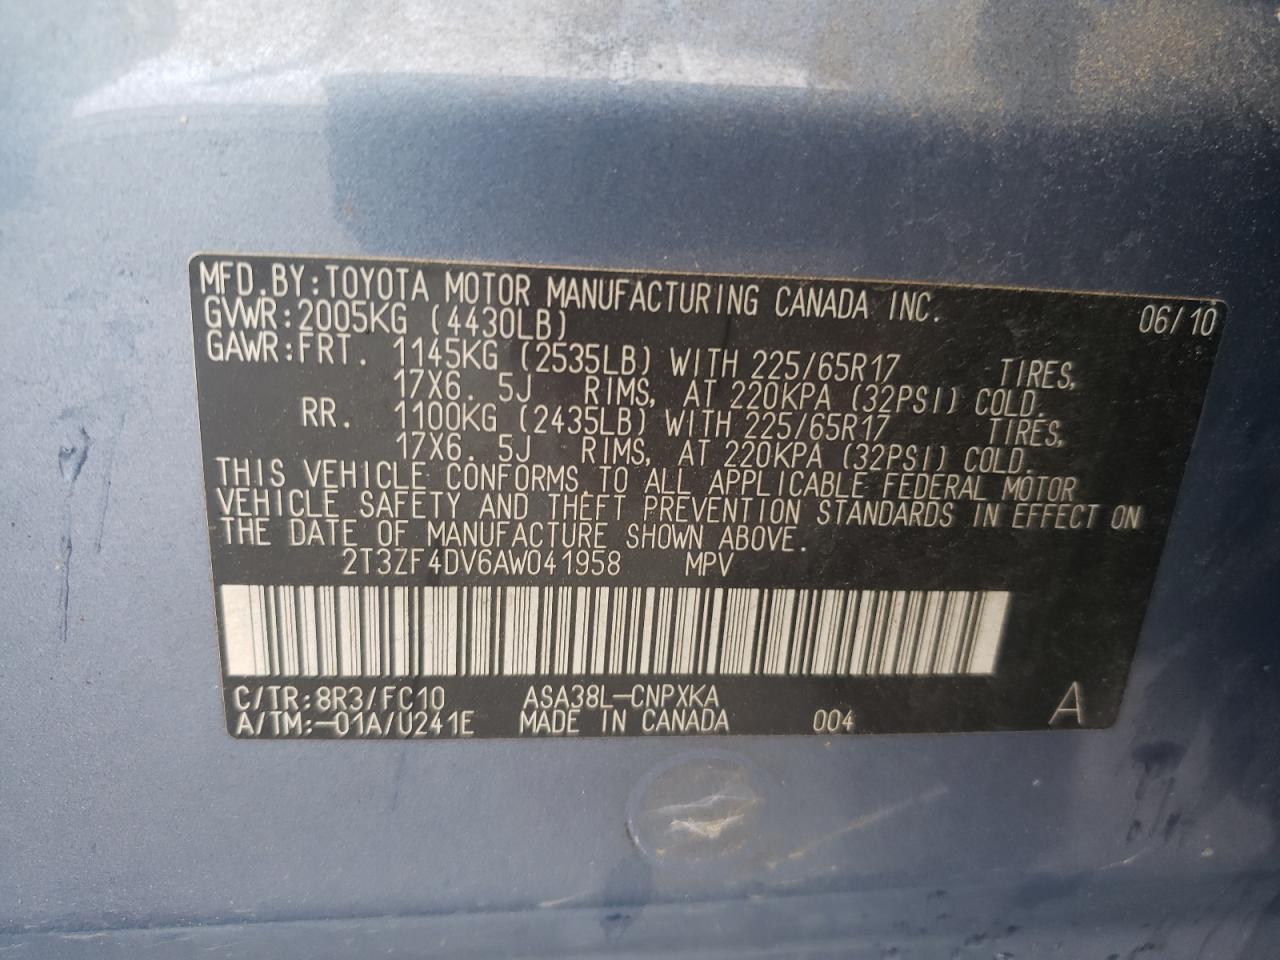 MFD.BY:TOYOTA MOTOR MANUFACTURING CANADA INC. 06/10
GVWR:2005KG (4430LB)
GAWR:FRT. 1145KG (2535LB) WITH 225/65R17 TIRES,
17X6. 5J RIMS, AT 220KPA (32PSI) COLD.
RR. 1100KG (2435LB) WITH 225/65R17 TIRES,
17X6. 5J RIMS, AT 220KPA (32PSI) COLD.
THIS VEHICLE CONFORMS TO ALL APPLICABLE FEDERAL MOTOR
VEHICLE SAFETY AND THEFT PREVENTION STANDARDS IN EFFECT ON
THE DATE OF MANUFACTURE SHOWN ABOVE.
2T3ZF4DV6AW041958 MPV
C/TR:8R3/FC10 ASA38L-CNPXKA
A/TM:-01A/U241E MADE IN CANADA 004 A